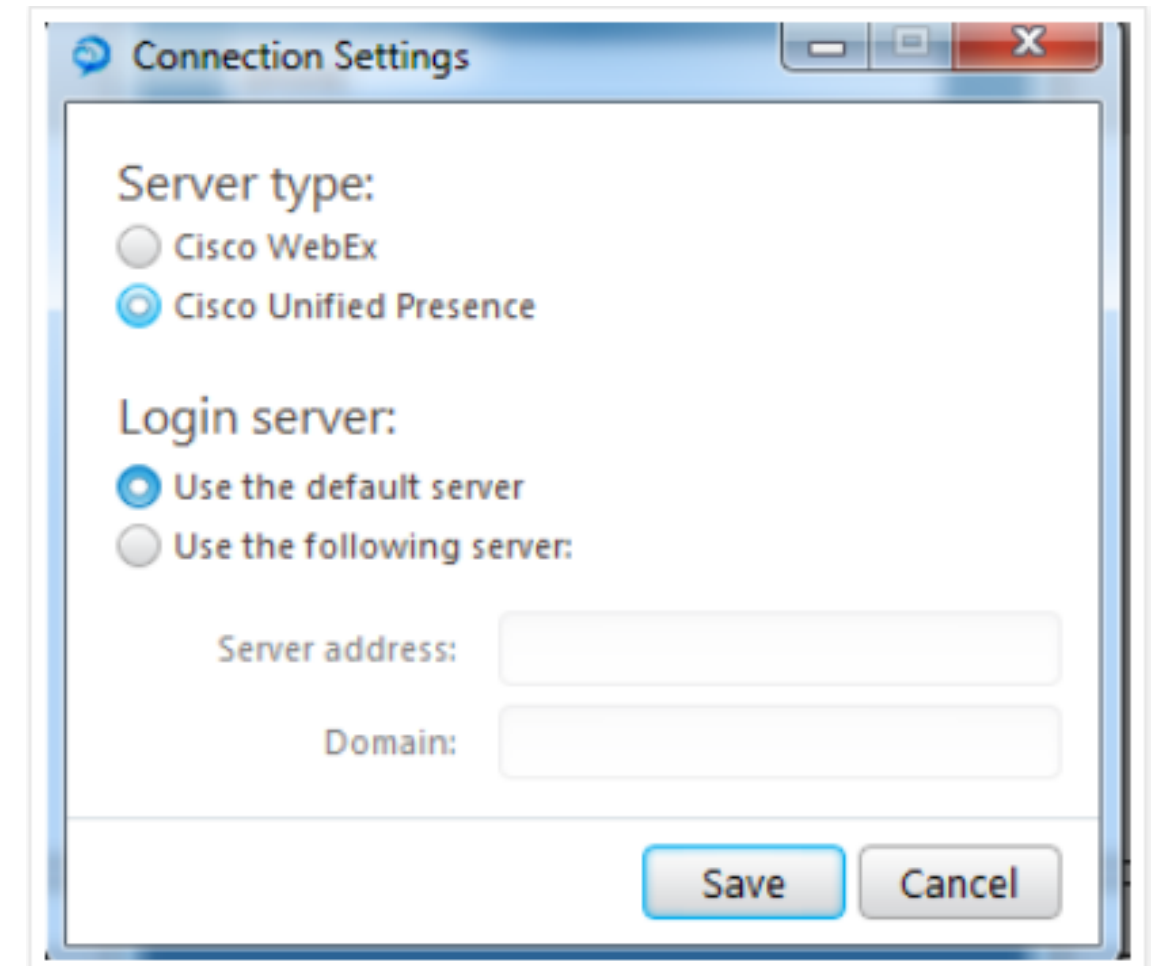 Connection Settings
Server type:
Cisco WebEx
Cisco Unified Presence
Login server:
Use the default server
Use the following server:
Server address:
Domain:
Save Cancel